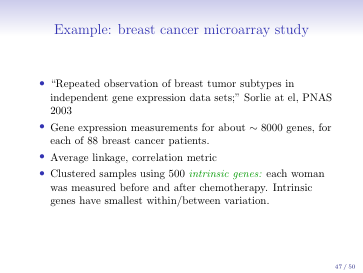 Example: breast cancer microarray study
• "Repeated observation of breast tumor subtypes in
independent gene expression data sets;" Sorlie at el, PNAS
2003
• Gene expression measurements for about ∼ 8000 genes, for
each of 88 breast cancer patients.
• Average linkage, correlation metric
• Clustered samples using 500 intrinsic genes: each woman
was measured before and after chemotherapy. Intrinsic
genes have smallest within/between variation.
47 / 50